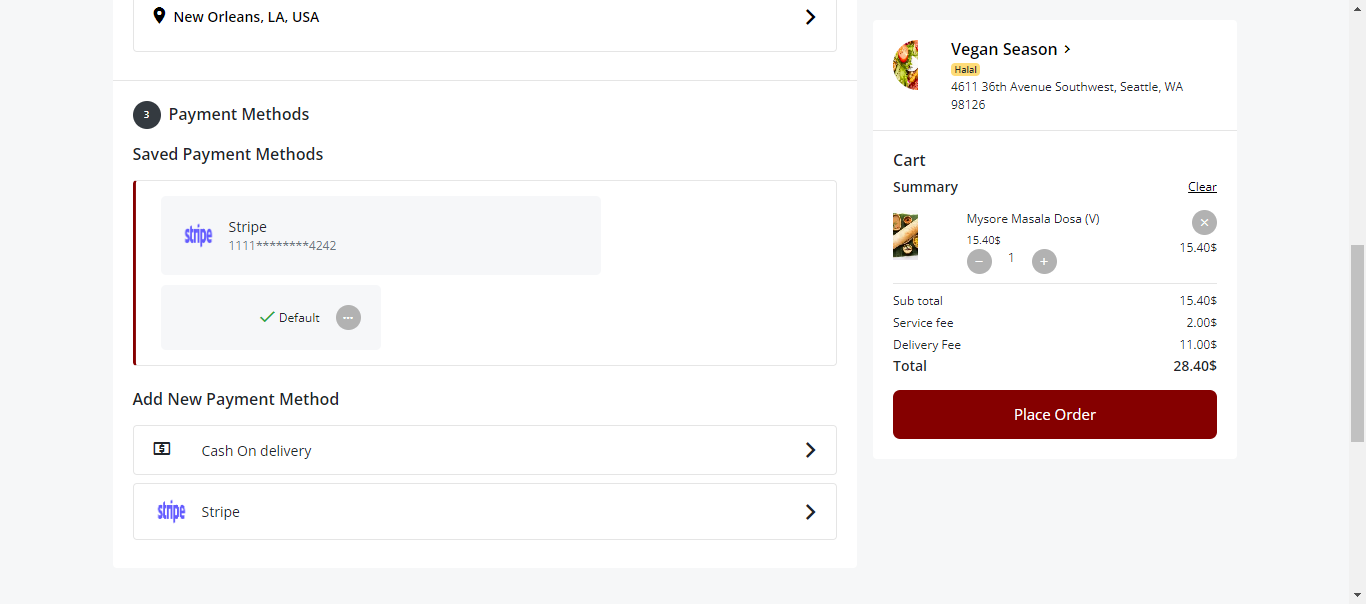 New Orleans, LA, USA
3 Payment Methods
Saved Payment Methods
stripe Stripe
1111********4242
Default
Add New Payment Method
Cash On delivery
stripe Stripe
Vegan Season
Halal
4611 36th Avenue Southwest, Seattle, WA
98126
Cart
Summary Clear
Mysore Masala Dosa (V)
15.40$ 15.40$
1
Sub total 15.40$
Service fee 2.00$
Delivery Fee 11.00$
Total 28.40$
Place Order